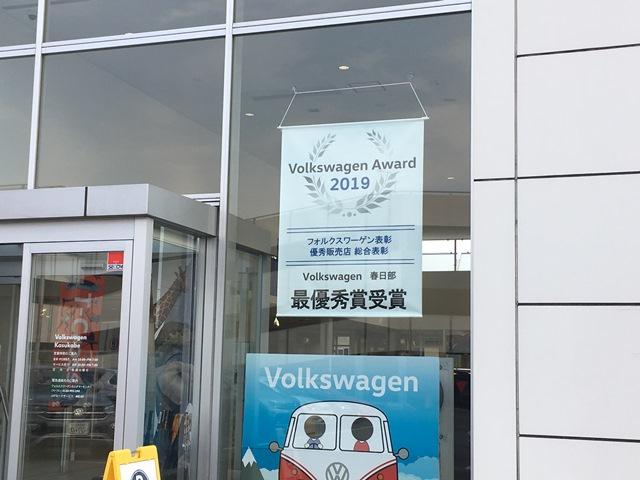 Volkswagen Award
2019
フォルクスワーゲン表彰
優秀販売店 総合表彰
Volkswagen 春日部
最優秀賞受賞
Volkswagen
Volkswagen
Kasukabe